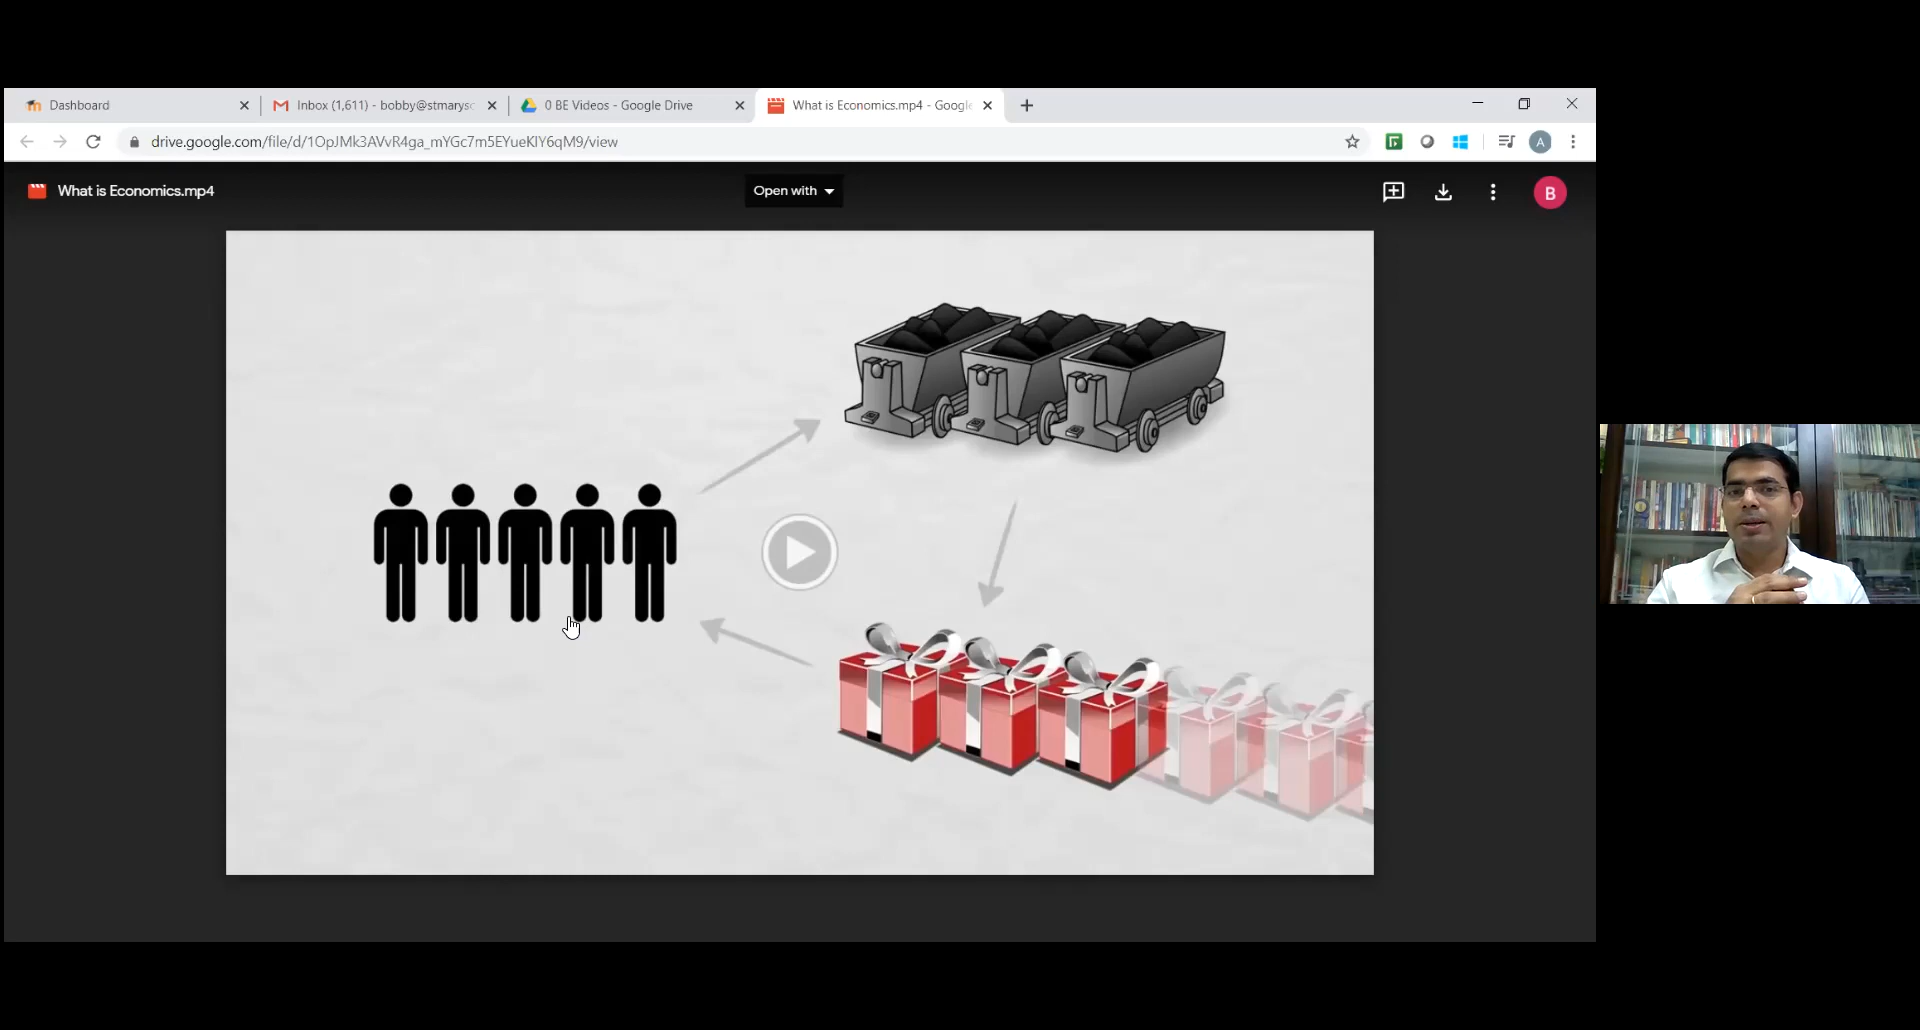 Dashboard
Inbox (1,611) - bobby@stmarysc
0 BE Videos - Google Drive
What is Economics.mp4 - Google
drive.google.com/file/d/1OpJMk3AVvR4ga_mYGc7m5EYueKlY6qM9/view
A
What is Economics.mp4
Open with
B